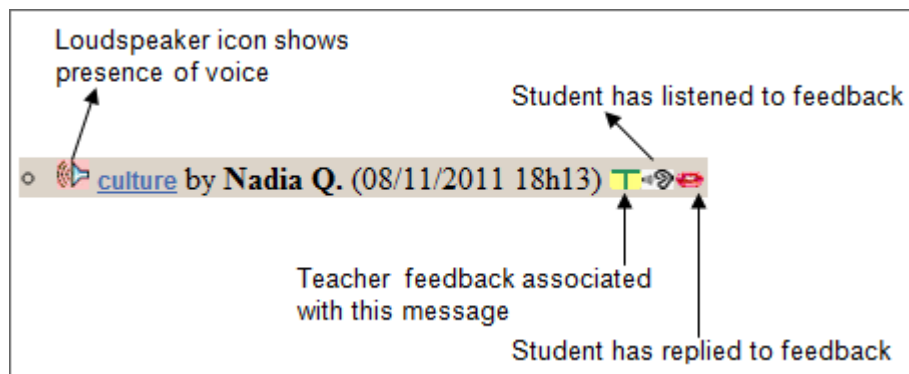 Loudspeaker icon shows
presence of voice
Student has listened to feedback
culture by Nadia Q. (08/11/2011 18h13) T
Teacher feedback associated
with this message
Student has replied to feedback